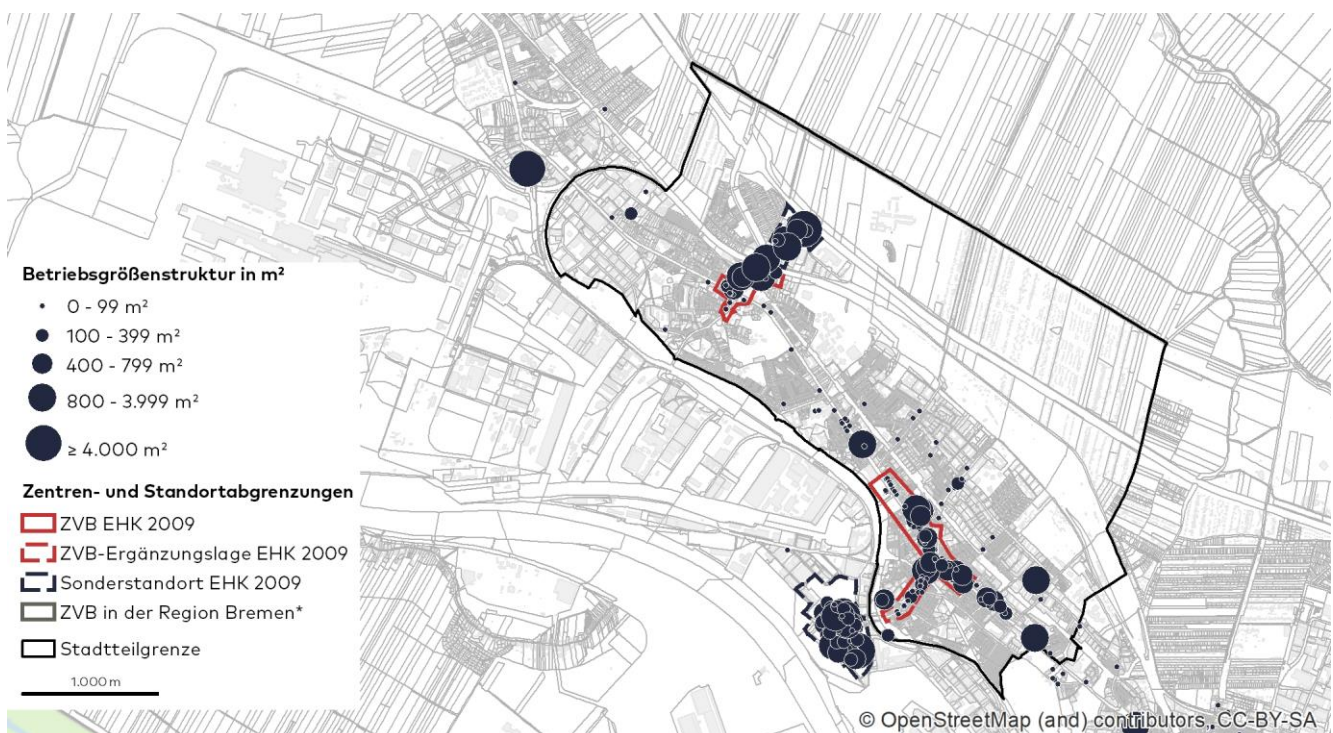 Betriebsgrößenstruktur in m²
0 - 99 m²
100 - 399 m²
400 - 799 m²
800 - 3.999 m²
≥ 4.000 m²
Zentren- und Standortabgrenzungen
ZVB EHK 2009
ZVB-Ergänzungslage EHK 2009
Sonderstandort EHK 2009
ZVB in der Region Bremen*
Stadtteilgrenze
1.000 m
© OpenStreetMap (and) contributors, CC-BY-SA